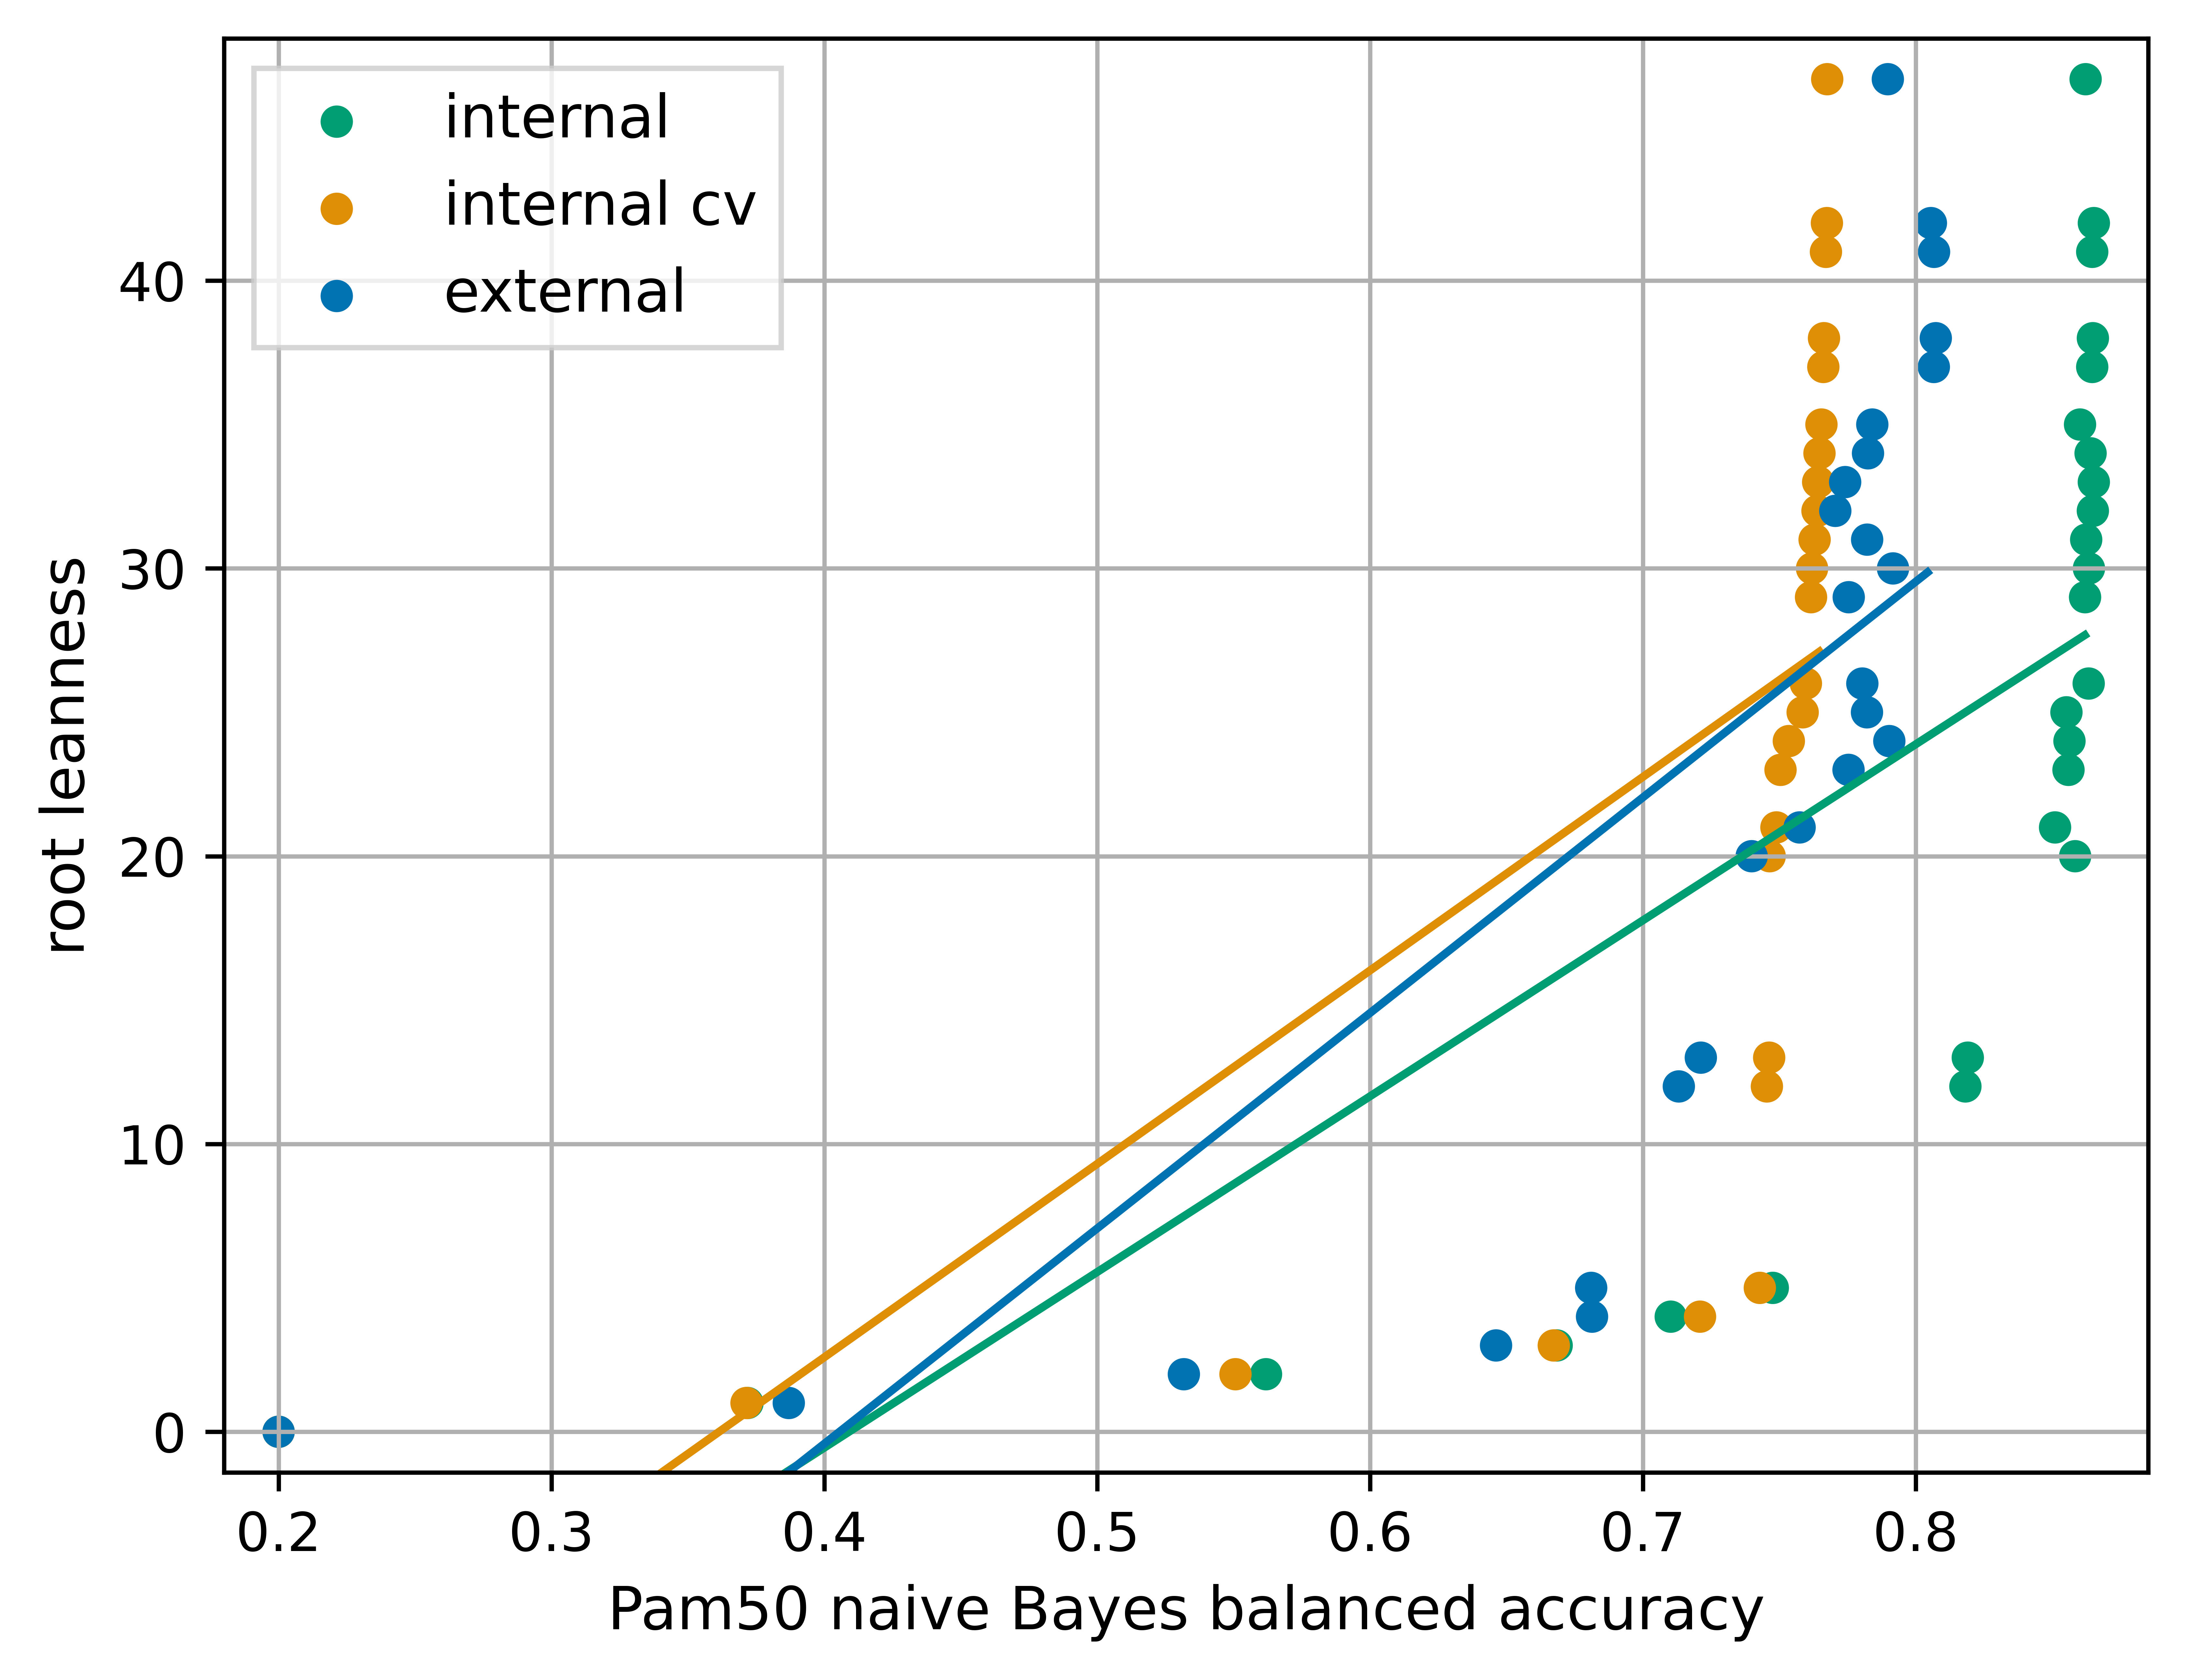 internal
internal cv
external
40
30
20
10
0
root leanness
0.2 0.3 0.4 0.5 0.6 0.7 0.8
Pam50 naive Bayes balanced accuracy